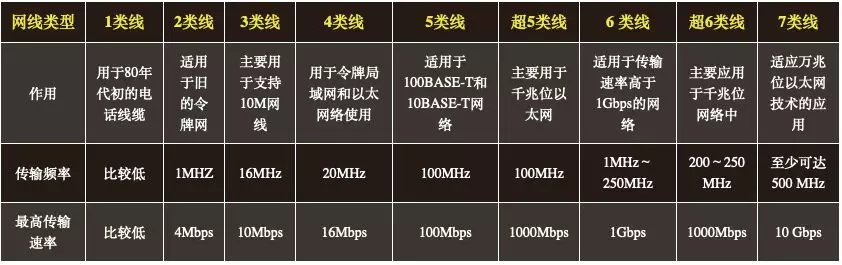 网线类型 1类线 2类线 3类线 4类线 5类线 超5类线 6 类线 超6类线 7类线
作用
用于80年
代初的电
话线缆
适用
于旧
的令
牌网
主要用
于支持
10M网
线
用于令牌局
域网和以太
网络使用
适用于
100BASE-T和
10BASE-T网
络
主要用于
千兆位以
太网
适用于传输
速率高于
1Gbps的网
络
主要应用
于千兆位
网络中
适应万兆
位以太网
技术的应
用
传输频率 比较低 1MHZ 16MHz 20MHz 100MHz 100MHz
1MHz～
250MHz
200～250
MHz
至少可达
500 MHz
最高传输
速率
比较低 4Mbps 10Mbps 16Mbps 100Mbps 1000Mbps 1Gbps 1000Mbps 10 Gbps